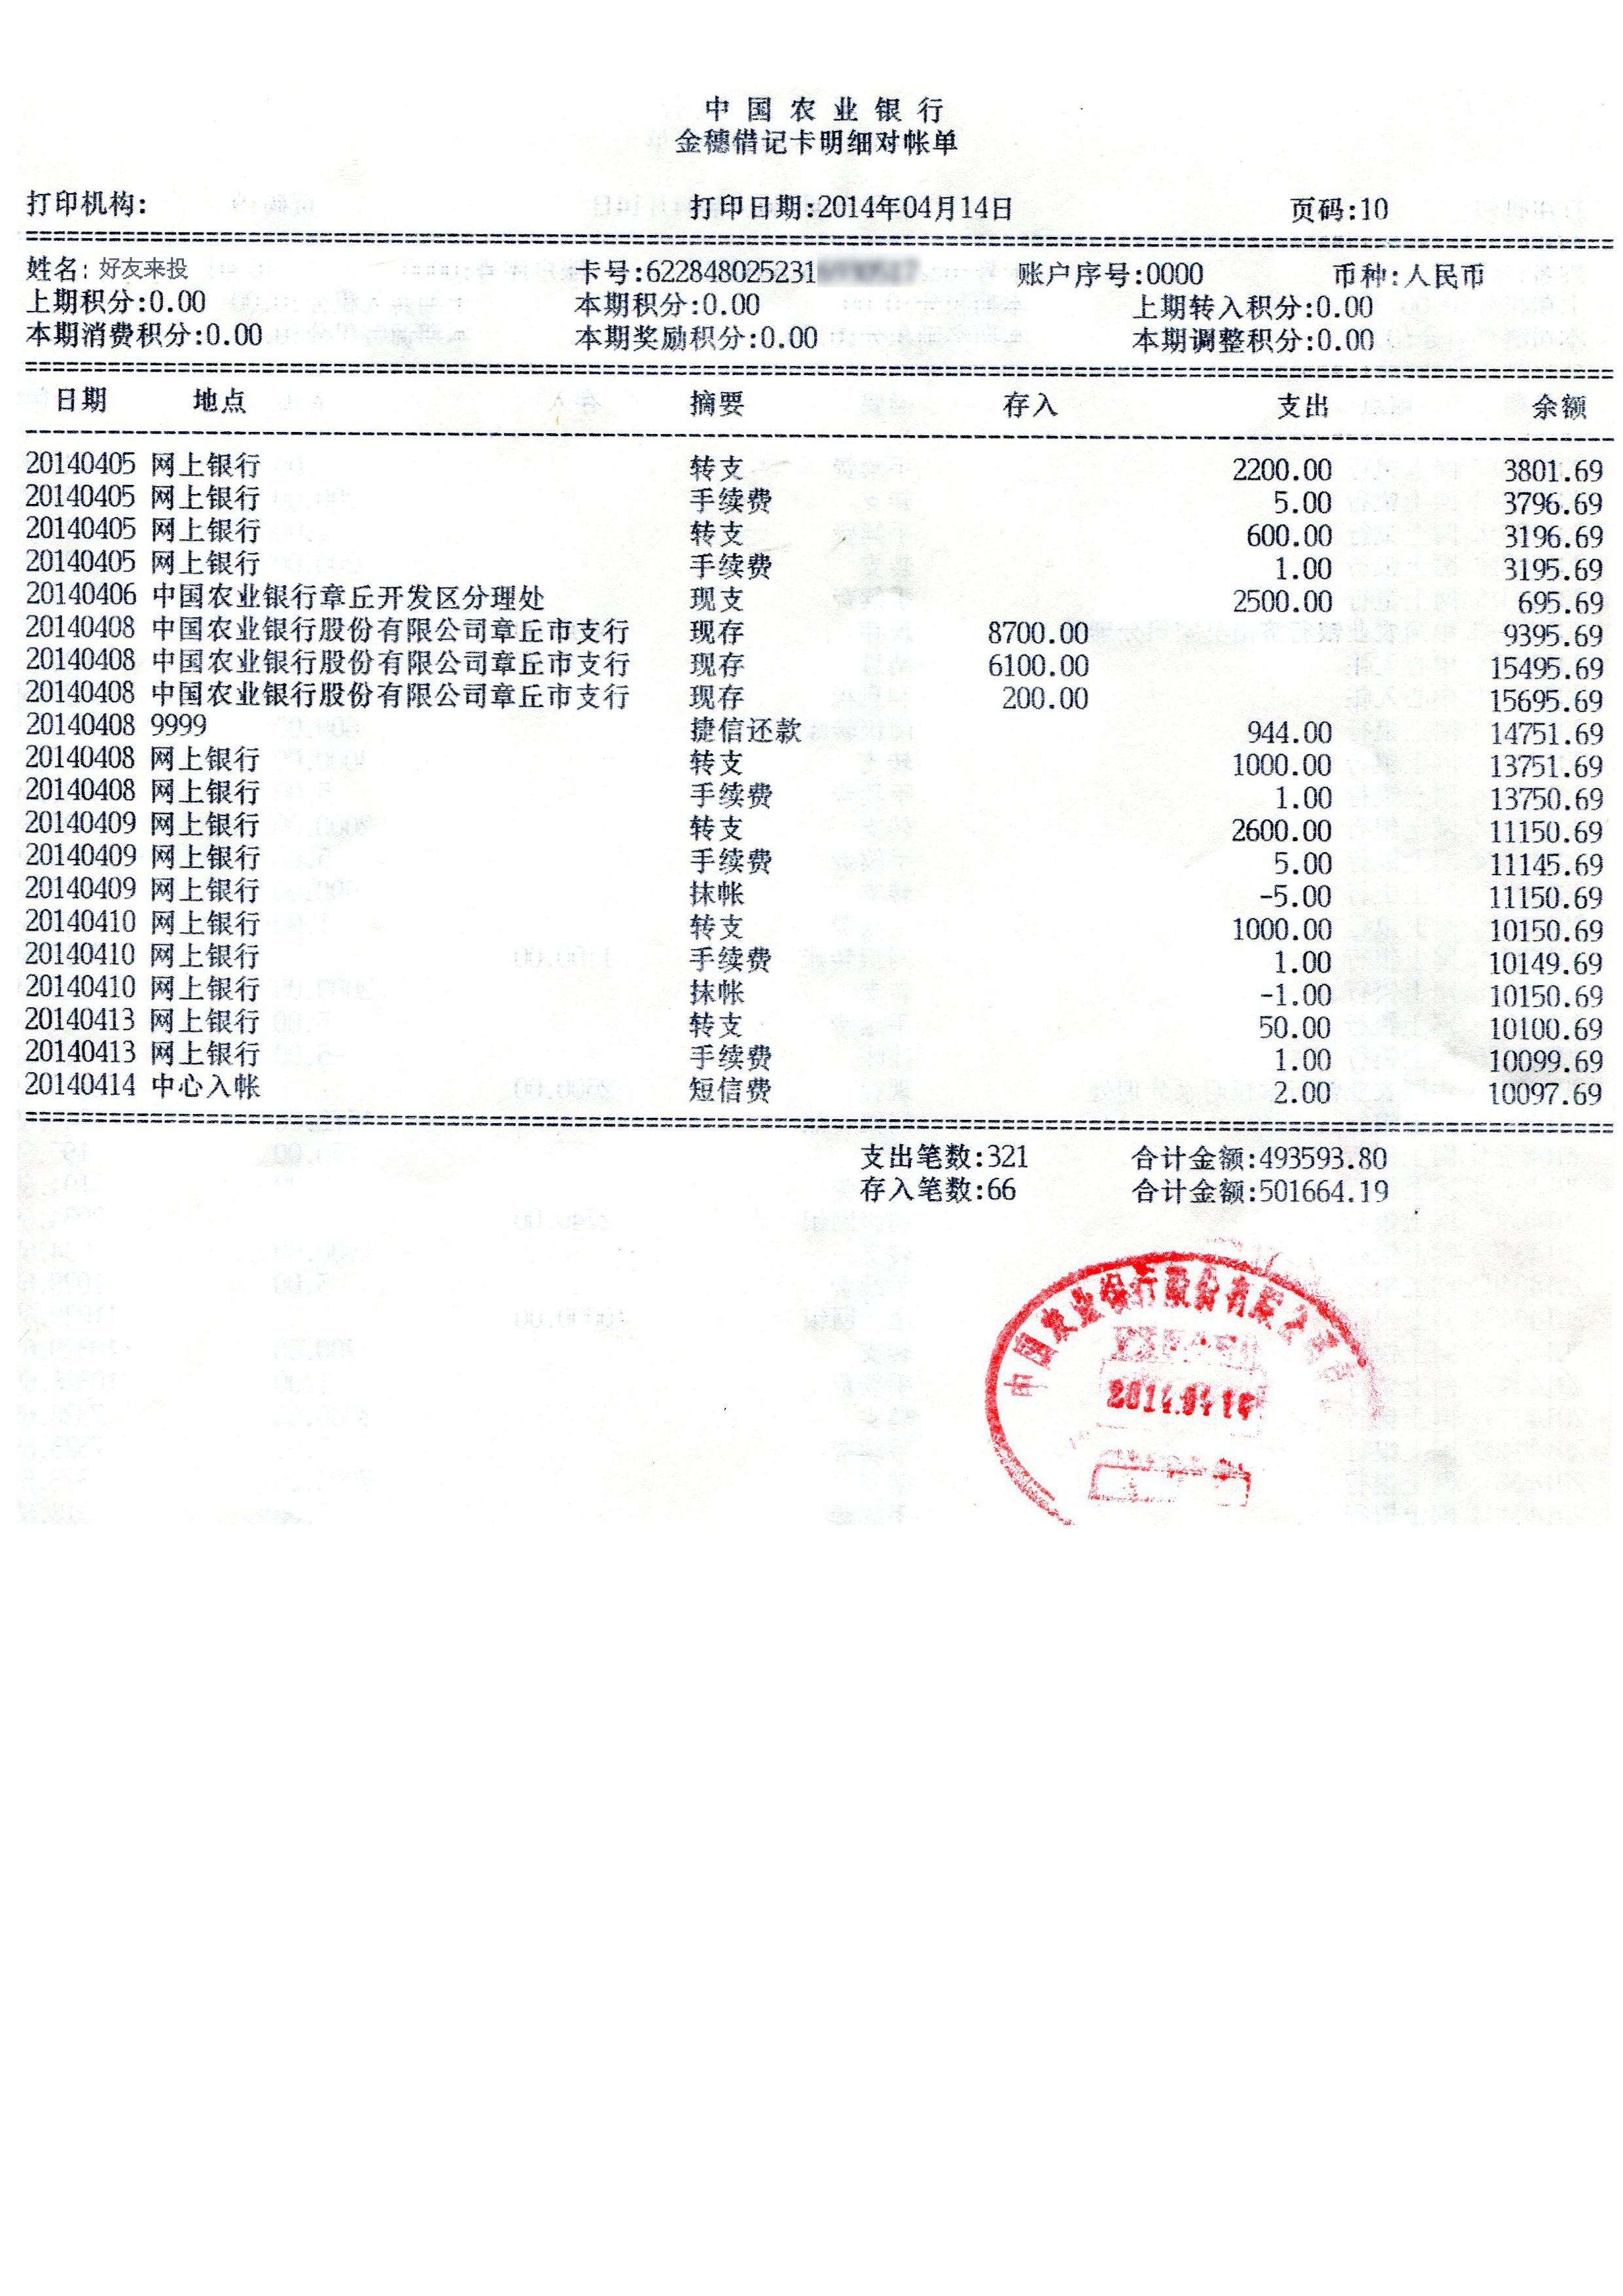 中国农业银行
金穗借记卡明细对帐单
打印机构: 打印日期:2014年04月14日 页码:10
姓名: 好友来投 卡号:622848025231 账户序号:0000 币种:人民币
上期积分:0.00 本期积分:0.00 上期转入积分:0.00
本期消费积分:0.00 本期奖励积分:0.00 本期调整积分:0.00
日期 地点 摘要 存入 支出 余额
20140405 网上银行 转支 2200.00 3801.69
20140405 网上银行 手续费 5.00 3796.69
20140405 网上银行 转支 600.00 3196.69
20140405 网上银行 手续费 1.00 3195.69
20140406 中国农业银行章丘开发区分理处 现支 2500.00 695.69
20140408 中国农业银行股份有限公司章丘市支行 现存 8700.00 9395.69
20140408 中国农业银行股份有限公司章丘市支行 现存 6100.00 15495.69
20140408 中国农业银行股份有限公司章丘市支行 现存 200.00 15695.69
20140408 9999 捷信还款 944.00 14751.69
20140408 网上银行 转支 1000.00 13751.69
20140408 网上银行 手续费 1.00 13750.69
20140409 网上银行 转支 2600.00 11150.69
20140409 网上银行 手续费 5.00 11145.69
20140409 网上银行 抹帐 -5.00 11150.69
20140410 网上银行 转支 1000.00 10150.69
20140410 网上银行 手续费 1.00 10149.69
20140410 网上银行 抹帐 -1.00 10150.69
20140413 网上银行 转支 50.00 10100.69
20140413 网上银行 手续费 1.00 10099.69
20140414 中心入帐 短信费 2.00 10097.69
支出笔数:321 合计金额:493593.80
存入笔数:66 合计金额:501664.19
中国农业银行股份有限公
2014.04.14